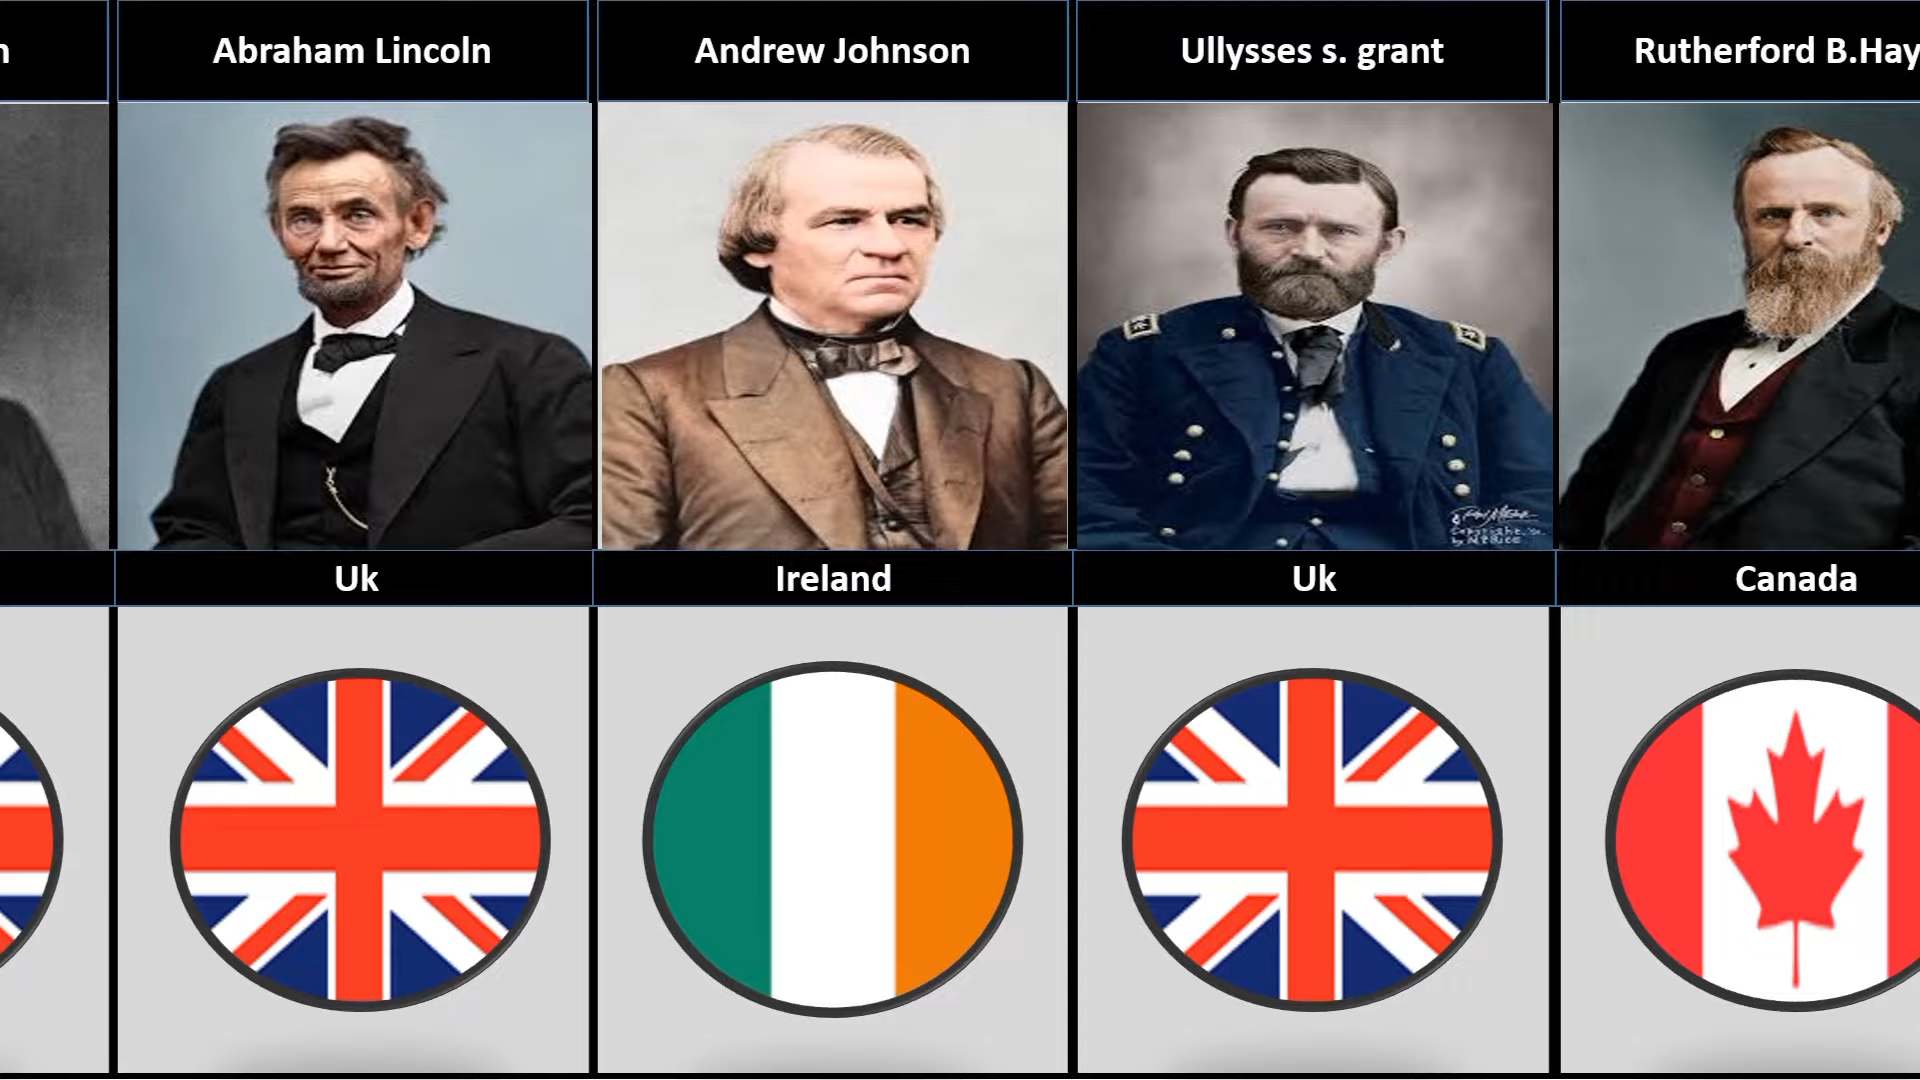 n
Abraham Lincoln
Andrew Johnson
Ullysses s. grant
Rutherford B.Hay
Uk
Ireland
Uk
Canada